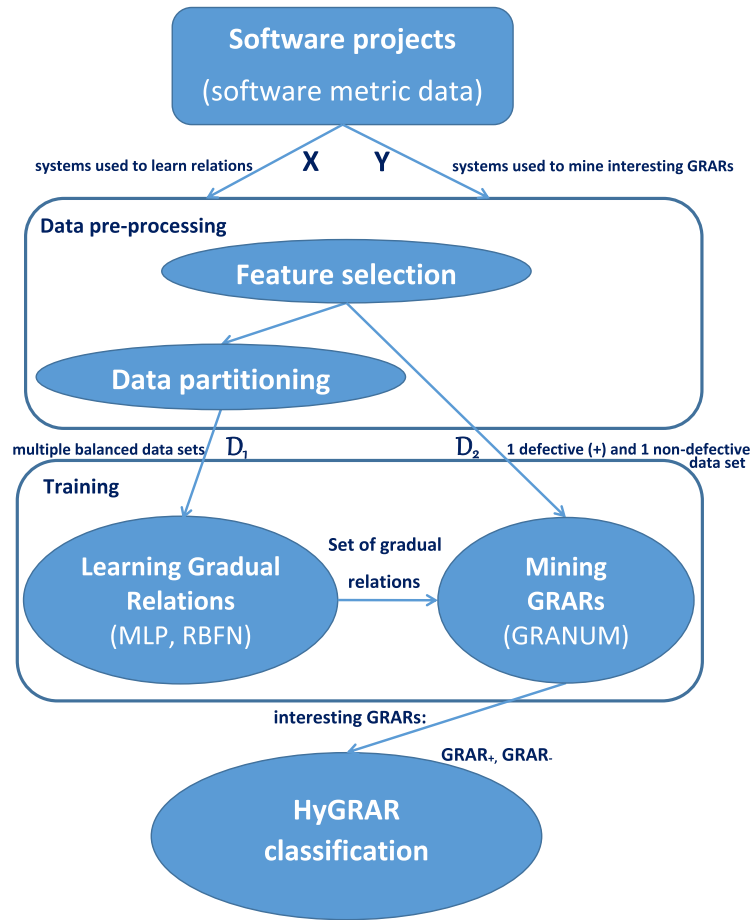 Software projects
(software metric data)
systems used to learn relations
X
Y
systems used to mine interesting GRARs
Data pre-processing
Feature selection
Data partitioning
multiple balanced data sets
D₁
D₂
1 defective (+) and 1 non-defective
data set
Training
Learning Gradual
Relations
(MLP, RBFN)
Set of gradual
relations
Mining
GRARs
(GRANUM)
interesting GRARs:
GRAR₊, GRAR₋
HyGRAR
classification